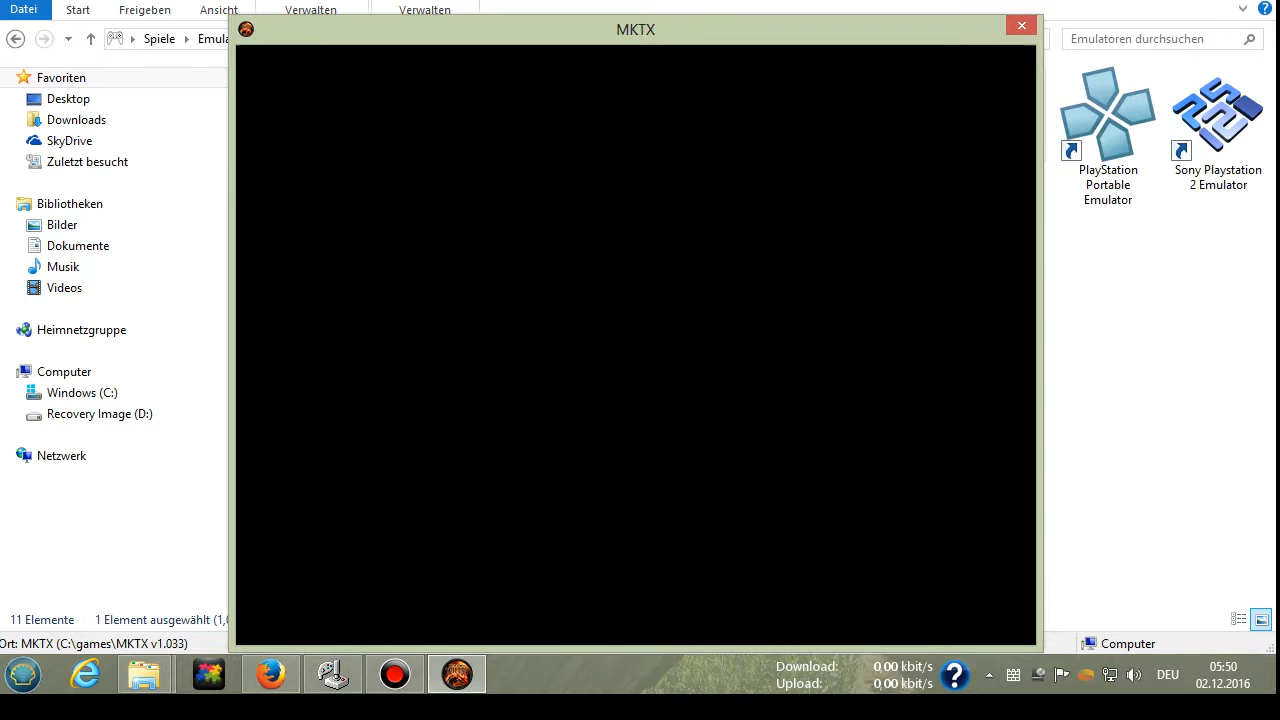 Datei Start Freigeben Ansicht Verwalten Verwalten
MKTX
Spiele Emula
Emulatoren durchsuchen
Favoriten
Desktop
Downloads
SkyDrive
Zuletzt besucht
Bibliotheken
Bilder
Dokumente
Musik
Videos
Heimnetzgruppe
Computer
Windows (C:)
Recovery Image (D:)
Netzwerk
PlayStation
Portable
Emulator
Sony Playstation
2 Emulator
11 Elemente 1 Element ausgewählt (1,
Ort: MKTX (C:\games\MKTX v1.033)
Computer
Download: 0,00 kbit/s
Upload: 0,00 kbit/s
DEU
05:50
02.12.2016